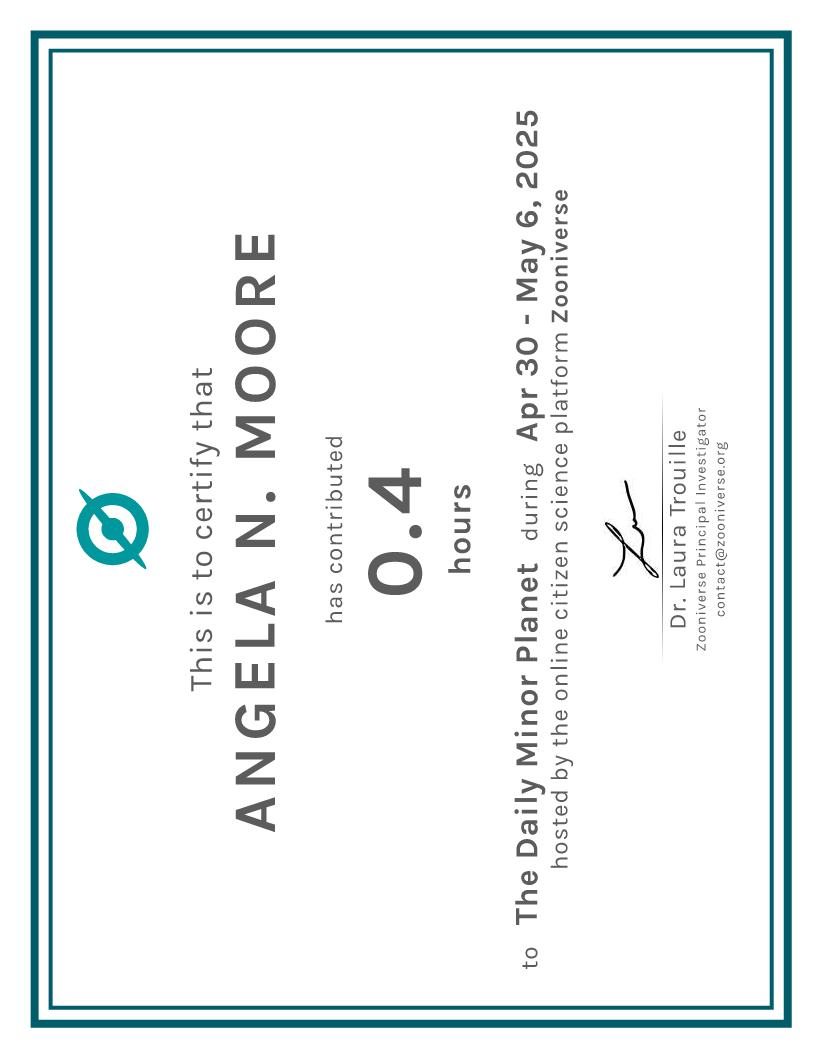 This is to certify that
ANGELA N. MOORE
has contributed
0.4
hours
to The Daily Minor Planet during Apr 30 - May 6, 2025
hosted by the online citizen science platform Zooniverse
Dr. Laura Trouille
Zooniverse Principal Investigator
contact@zooniverse.org